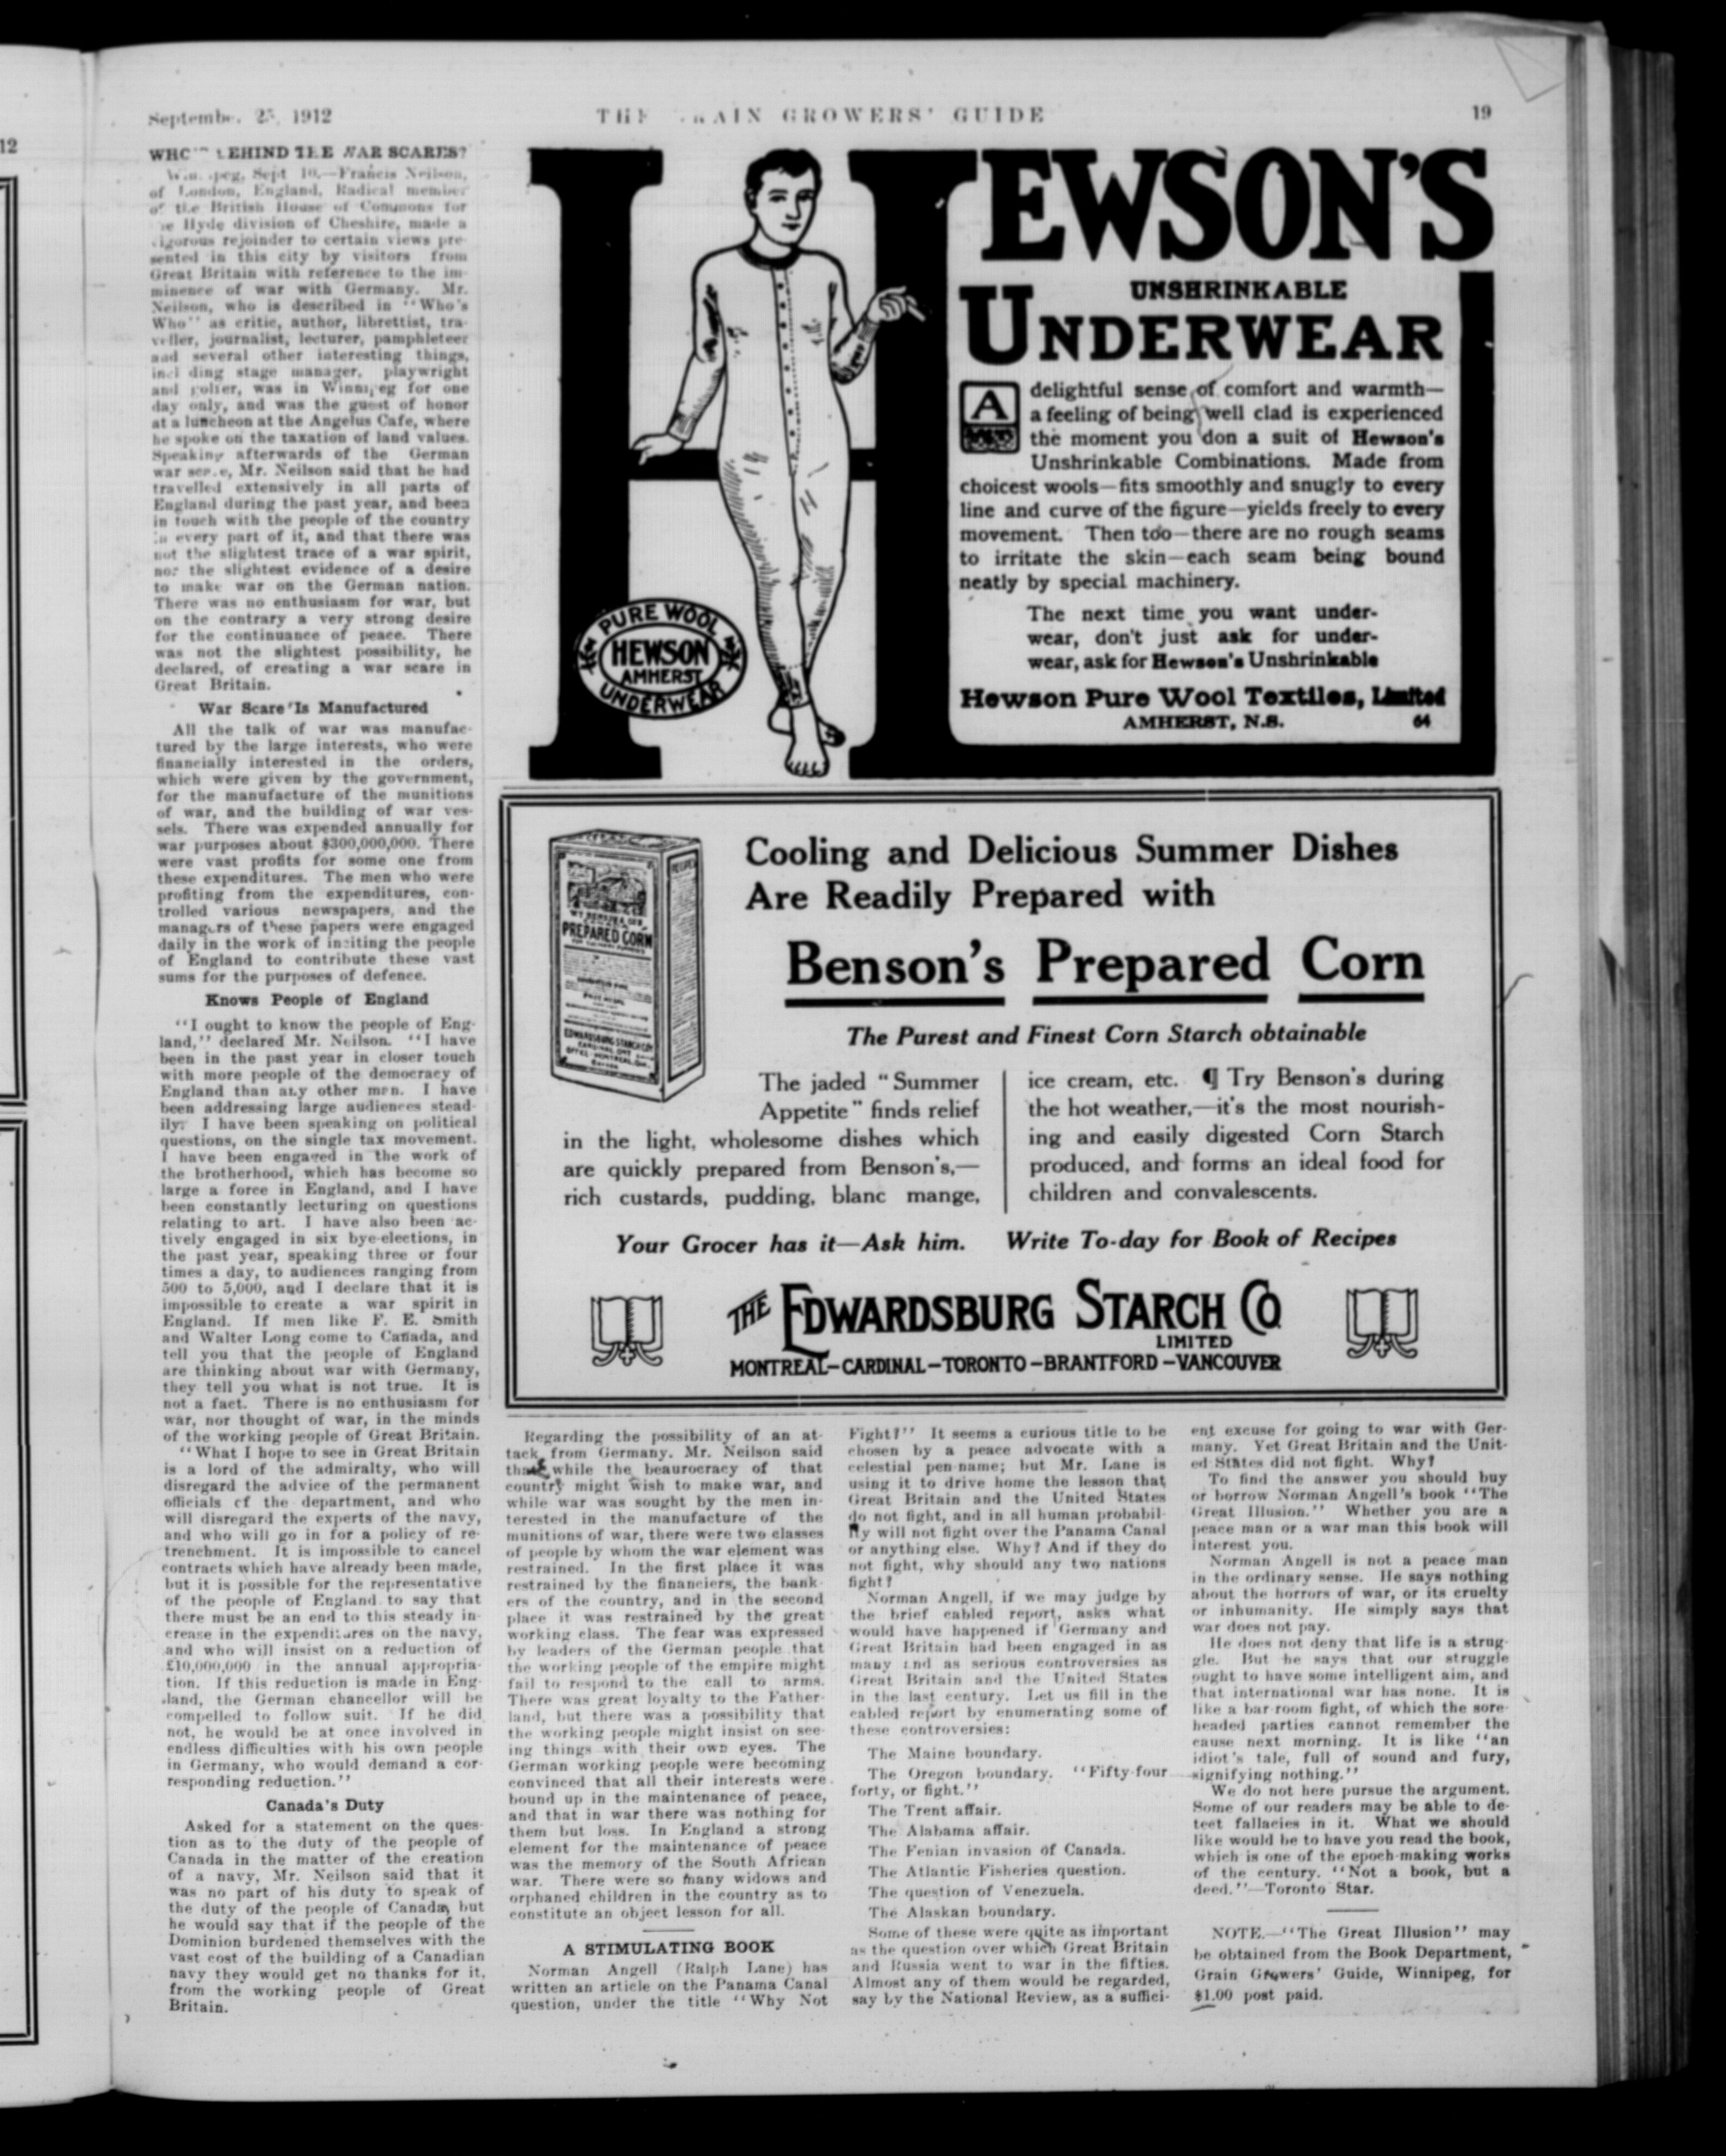 12
September 25, 1912
THE GRAIN GROWERS' GUIDE
19
BEHIND THE WAR SCARES?
Winnipeg, Sept 10.—Francis Neilson,
of London, England, Radical member
of the British House of Commons for
Hyde division of Cheshire, made a
vigorous rejoinder to certain views pre-
sented in this city by visitors from
Great Britain with reference to the im-
minence of war with Germany. Mr.
Neilson, who is described in "Who's
Who" as critic, author, librettist, tra-
veller, journalist, lecturer, pamphleteer
and several other interesting things,
including stage manager, playwright
and golfer, was in Winnipeg for one
day only, and was the guest of honor
at a luncheon at the Angelus Cafe, where
he spoke on the taxation of land values.
Speaking afterwards of the German
war scare, Mr. Neilson said that he had
travelled extensively in all parts of
England during the past year, and been
in touch with the people of the country
in every part of it, and that there was
not the slightest trace of a war spirit,
nor the slightest evidence of a desire
to make war on the German nation.
There was no enthusiasm for war, but
on the contrary a very strong desire
for the continuance of peace. There
was not the slightest possibility, he
declared, of creating a war scare in
Great Britain.
War Scare Is Manufactured
All the talk of war was manufac-
tured by the large interests, who were
financially interested in the orders,
which were given by the government,
for the manufacture of the munitions
of war, and the building of war ves-
sels. There was expended annually for
war purposes about $300,000,000. There
were vast profits for some one from
these expenditures. The men who were
profiting from the expenditures, con-
trolled various newspapers, and the
managers of these papers were engaged
daily in the work of inciting the people
of England to contribute these vast
sums for the purposes of defence.
Knows People of England
"I ought to know the people of Eng-
land," declared Mr. Neilson. "I have
been in the past year in closer touch
with more people of the democracy of
England than any other men. I have
been addressing large audiences stead-
ily. I have been speaking on political
questions, on the single tax movement.
I have been engaged in the work of
the brotherhood, which has become so
large a force in England, and I have
been constantly lecturing on questions
relating to art. I have also been ac-
tively engaged in six bye-elections, in
the past year, speaking three or four
times a day, to audiences ranging from
500 to 5,000, and I declare that it is
impossible to create a war spirit in
England. If men like F. E. Smith
and Walter Long come to Canada, and
tell you that the people of England
are thinking about war with Germany,
they tell you what is not true. It is
not a fact. There is no enthusiasm for
war, nor thought of war, in the minds
of the working people of Great Britain.
"What I hope to see in Great Britain
is a lord of the admiralty, who will
disregard the advice of the permanent
officials of the department, and who
will disregard the experts of the navy,
and who will go in for a policy of re-
trenchment. It is impossible to cancel
contracts which have already been made,
but it is possible for the representative
of the people of England to say that
there must be an end to this steady in-
crease in the expenditures on the navy,
and who will insist on a reduction of
£10,000,000 in the annual appropria-
tion. If this reduction is made in Eng-
land, the German chancellor will be
compelled to follow suit. If he did
not, he would be at once involved in
endless difficulties with his own people
in Germany, who would demand a cor-
responding reduction."
Canada's Duty
Asked for a statement on the ques-
tion as to the duty of the people of
Canada in the matter of the creation
of a navy, Mr. Neilson said that it
was no part of his duty to speak of
the duty of the people of Canada, but
he would say that if the people of the
Dominion burdened themselves with the
vast cost of the building of a Canadian
navy they would get no thanks for it,
from the working people of Great
Britain.
HEWSON'S
UNSHRINKABLE
UNDERWEAR
A delightful sense of comfort and warmth—
a feeling of being well clad is experienced
the moment you don a suit of Hewson's
Unshrinkable Combinations. Made from
choicest wools—fits smoothly and snugly to every
line and curve of the figure—yields freely to every
movement. Then too—there are no rough seams
to irritate the skin—each seam being bound
neatly by special machinery.
The next time you want under-
wear, don't just ask for under-
wear, ask for Hewson's Unshrinkable
Hewson Pure Wool Textiles, Limited
AMHERST, N.S.
64
PURE WOOL
HEWSON
AMHERST
UNDERWEAR
Cooling and Delicious Summer Dishes
Are Readily Prepared with
Benson's Prepared Corn
The Purest and Finest Corn Starch obtainable
PREPARED CORN
EDWARDSBURG STARCH CO
The jaded "Summer
Appetite" finds relief
in the light, wholesome dishes which
are quickly prepared from Benson's,—
rich custards, pudding, blanc mange,
ice cream, etc. ¶ Try Benson's during
the hot weather,—it's the most nourish-
ing and easily digested Corn Starch
produced, and forms an ideal food for
children and convalescents.
Your Grocer has it—Ask him. Write To-day for Book of Recipes
THE EDWARDSBURG STARCH CO
LIMITED
MONTREAL—CARDINAL—TORONTO—BRANTFORD—VANCOUVER
Regarding the possibility of an at-
tack from Germany. Mr. Neilson said
that while the beaurocracy of that
country might wish to make war, and
while war was sought by the men in-
terested in the manufacture of the
munitions of war, there were two classes
of people by whom the war element was
restrained. In the first place it was
restrained by the financiers, the bank-
ers of the country, and in the second
place it was restrained by the great
working class. The fear was expressed
by leaders of the German people that
the working people of the empire might
fail to respond to the call to arms.
There was great loyalty to the Father-
land, but there was a possibility that
the working people might insist on see-
ing things with their own eyes. The
German working people were becoming
convinced that all their interests were
bound up in the maintenance of peace,
and that in war there was nothing for
them but loss. In England a strong
element for the maintenance of peace
was the memory of the South African
war. There were so many widows and
orphaned children in the country as to
constitute an object lesson for all.
A STIMULATING BOOK
Norman Angell (Ralph Lane) has
written an article on the Panama Canal
question, under the title "Why Not
Fight?" It seems a curious title to be
chosen by a peace advocate with a
celestial pen-name; but Mr. Lane is
using it to drive home the lesson that
Great Britain and the United States
do not fight, and in all human probabil-
ity will not fight over the Panama Canal
or anything else. Why? And if they do
not fight, why should any two nations
fight?
Norman Angell, if we may judge by
the brief cabled report, asks what
would have happened if Germany and
Great Britain had been engaged in as
many and as serious controversies as
Great Britain and the United States
in the last century. Let us fill in the
cabled report by enumerating some of
these controversies:
The Maine boundary.
The Oregon boundary. "Fifty-four
forty, or fight."
The Trent affair.
The Alabama affair.
The Fenian invasion of Canada.
The Atlantic Fisheries question.
The question of Venezuela.
The Alaskan boundary.
Some of these were quite as important
as the question over which Great Britain
and Russia went to war in the fifties.
Almost any of them would be regarded,
say by the National Review, as a suffici-
ent excuse for going to war with Ger-
many. Yet Great Britain and the Unit-
ed States did not fight. Why?
To find the answer you should buy
or borrow Norman Angell's book "The
Great Illusion." Whether you are a
peace man or a war man this book will
interest you.
Norman Angell is not a peace man
in the ordinary sense. He says nothing
about the horrors of war, or its cruelty
or inhumanity. He simply says that
war does not pay.
He does not deny that life is a strug-
gle. But he says that our struggle
ought to have some intelligent aim, and
that international war has none. It is
like a bar-room fight, of which the sore-
headed parties cannot remember the
cause next morning. It is like "an
idiot's tale, full of sound and fury,
signifying nothing."
We do not here pursue the argument.
Some of our readers may be able to de-
tect fallacies in it. What we should
like would be to have you read the book,
which is one of the epoch-making works
of the century. "Not a book, but a
deed."—Toronto Star.
NOTE.—"The Great Illusion" may
be obtained from the Book Department,
Grain Growers' Guide, Winnipeg, for
$1.00 post paid.